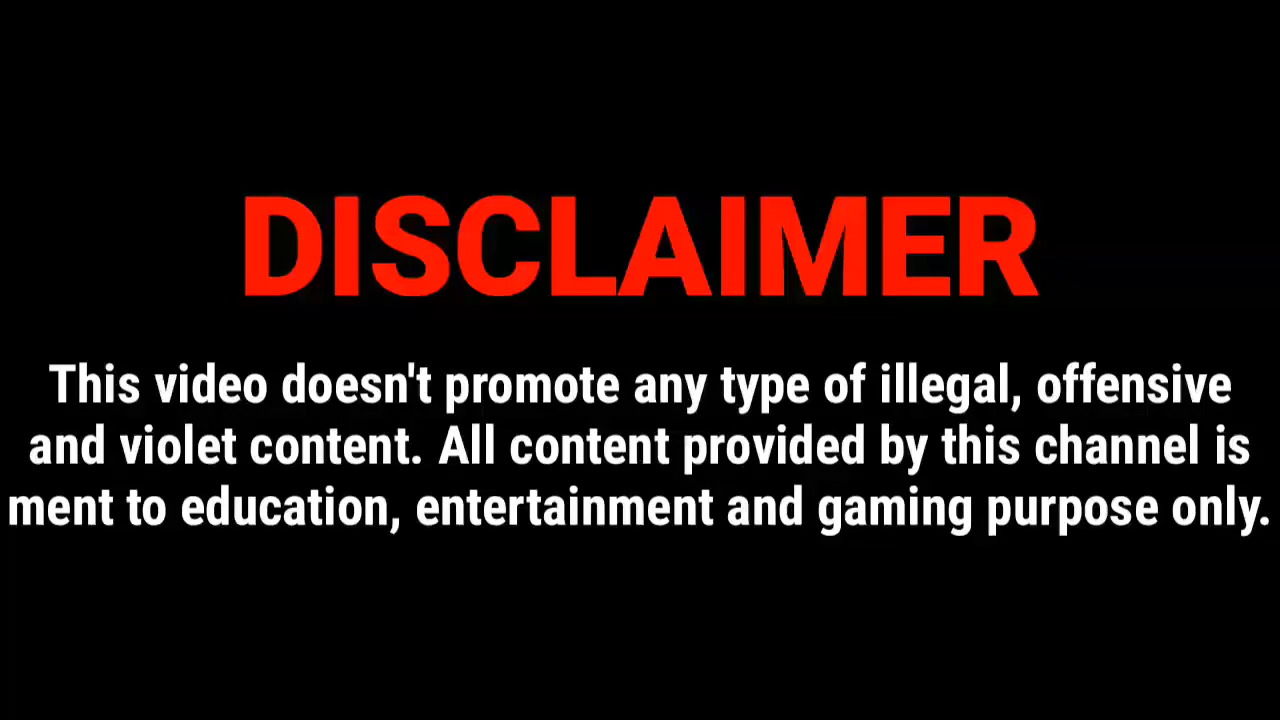 DISCLAIMER
This video doesn't promote any type of illegal, offensive
and violet content. All content provided by this channel is
ment to education, entertainment and gaming purpose only.